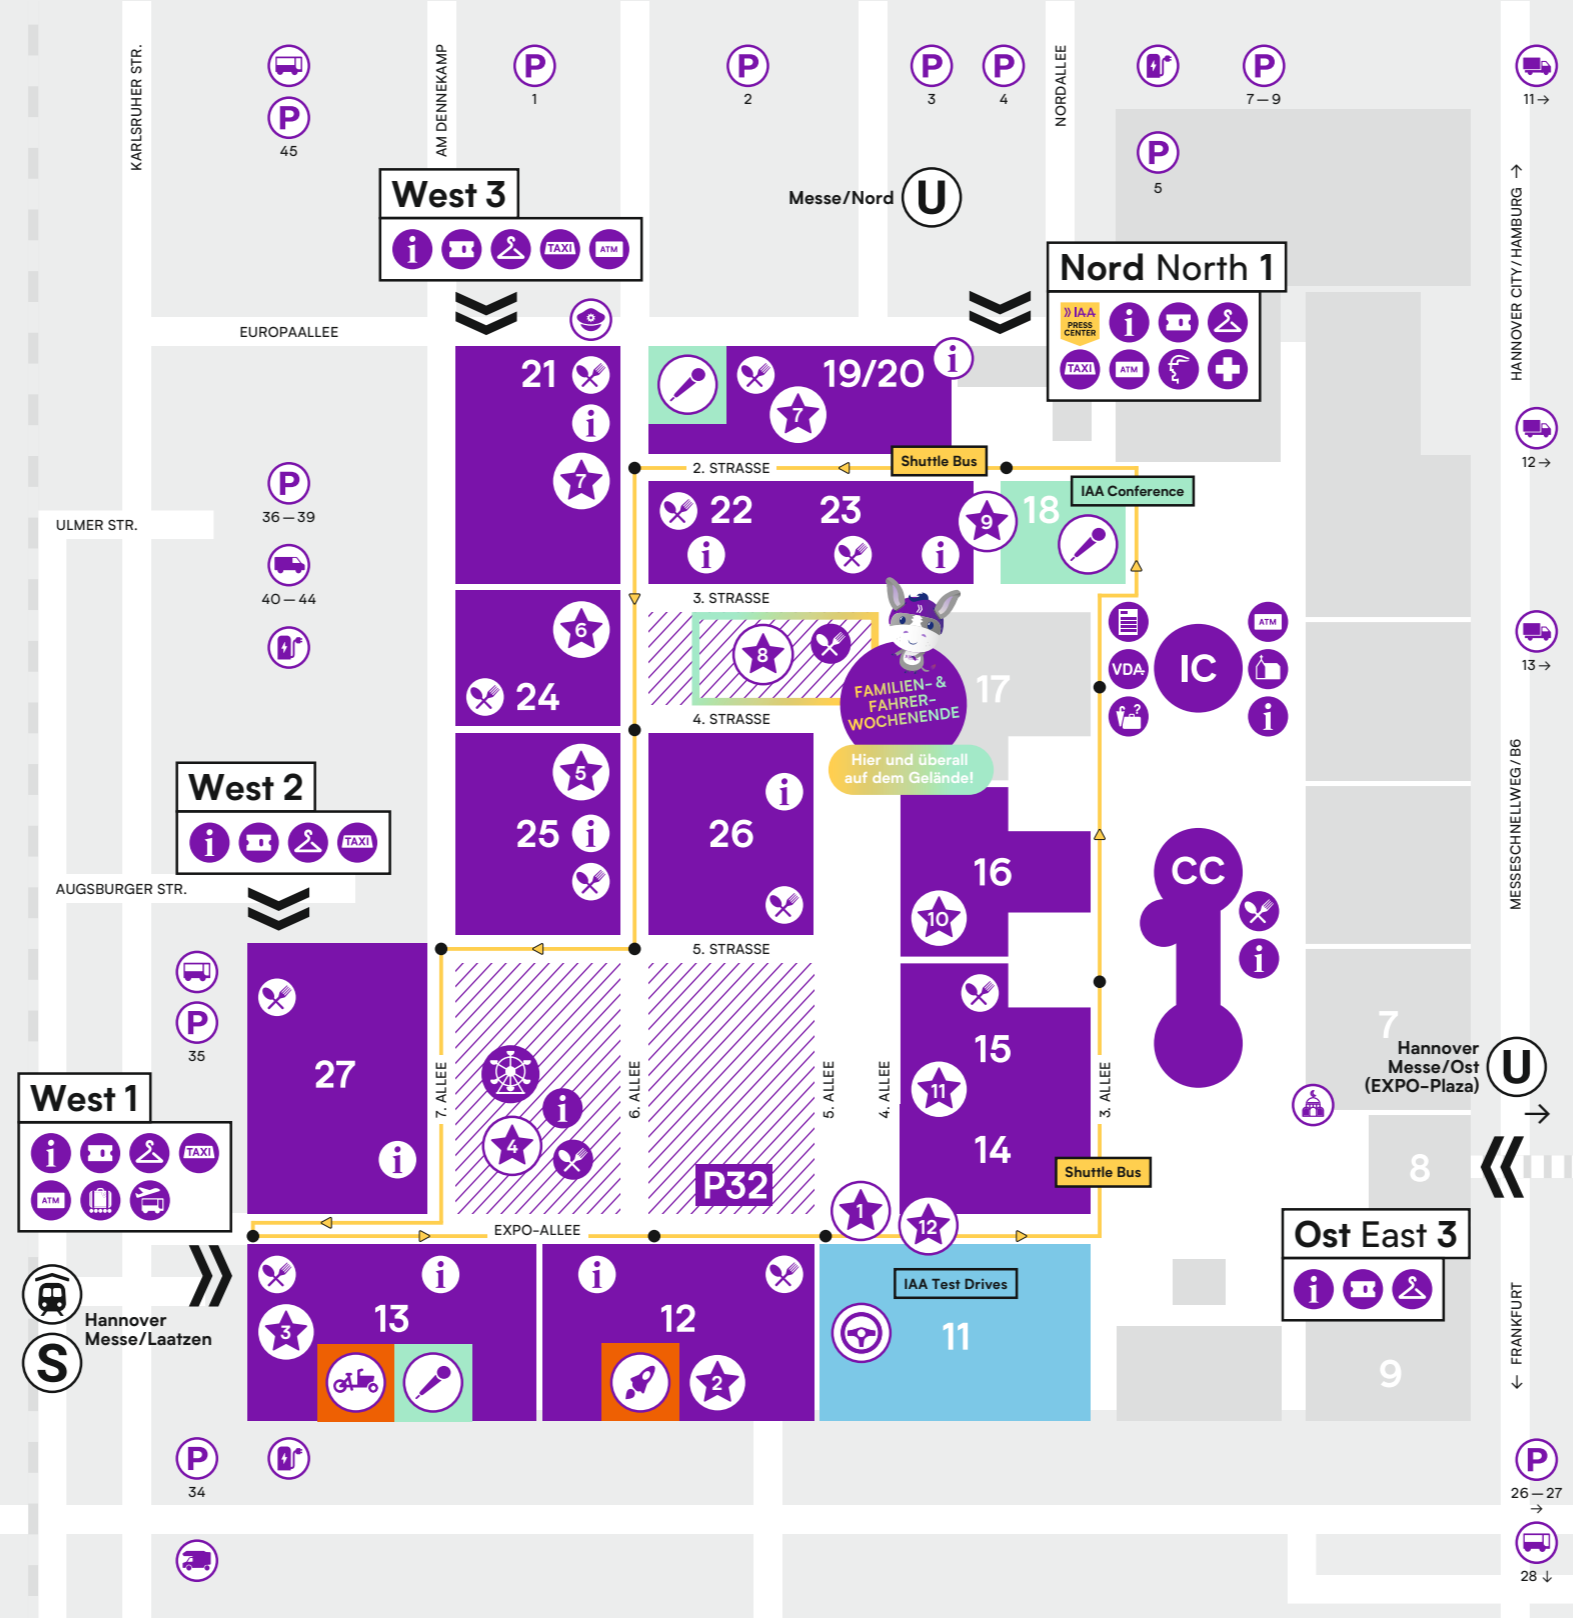 KARLSRUHER STR.
AM DENNEKAMP
NORDALLEE
P
45
P
1
P
2
P
3
P
4
P
7—9
P
5
11→
HANNOVER CITY/HAMBURG →
West 3
i
TAXI
ATM
Messe/Nord
U
Nord North 1
»IAA
PRESS
CENTER
i
TAXI
ATM
EUROPAALLEE
21
i
7
19/20
7
i
2. STRASSE
Shuttle Bus
IAA Conference
22
i
23
i
9
18
12→
P
36—39
ULMER STR.
40—44
3. STRASSE
6
24
8
4. STRASSE
FAMILIEN- &
FAHRER-
WOCHENENDE
Hier und überall
auf dem Gelände!
17
VDA
IC
ATM
i
13→
MESSESCHNELLWEG/B6
West 2
i
TAXI
AUGSBURGER STR.
5
25
i
26
i
16
10
CC
i
5. STRASSE
P
35
27
i
7. ALLEE
i
4
6. ALLEE
P32
5. ALLEE
4. ALLEE
15
11
14
3. ALLEE
Shuttle Bus
7
Hannover
Messe/Ost
(EXPO-Plaza)
U
→
8
West 1
i
TAXI
ATM
EXPO-ALLEE
1
12
Ost East 3
i
9
← FRANKFURT
Hannover
Messe/Laatzen
S
i
3
13
i
12
2
IAA Test Drives
11
P
34
P
26—27
→
28 ↓